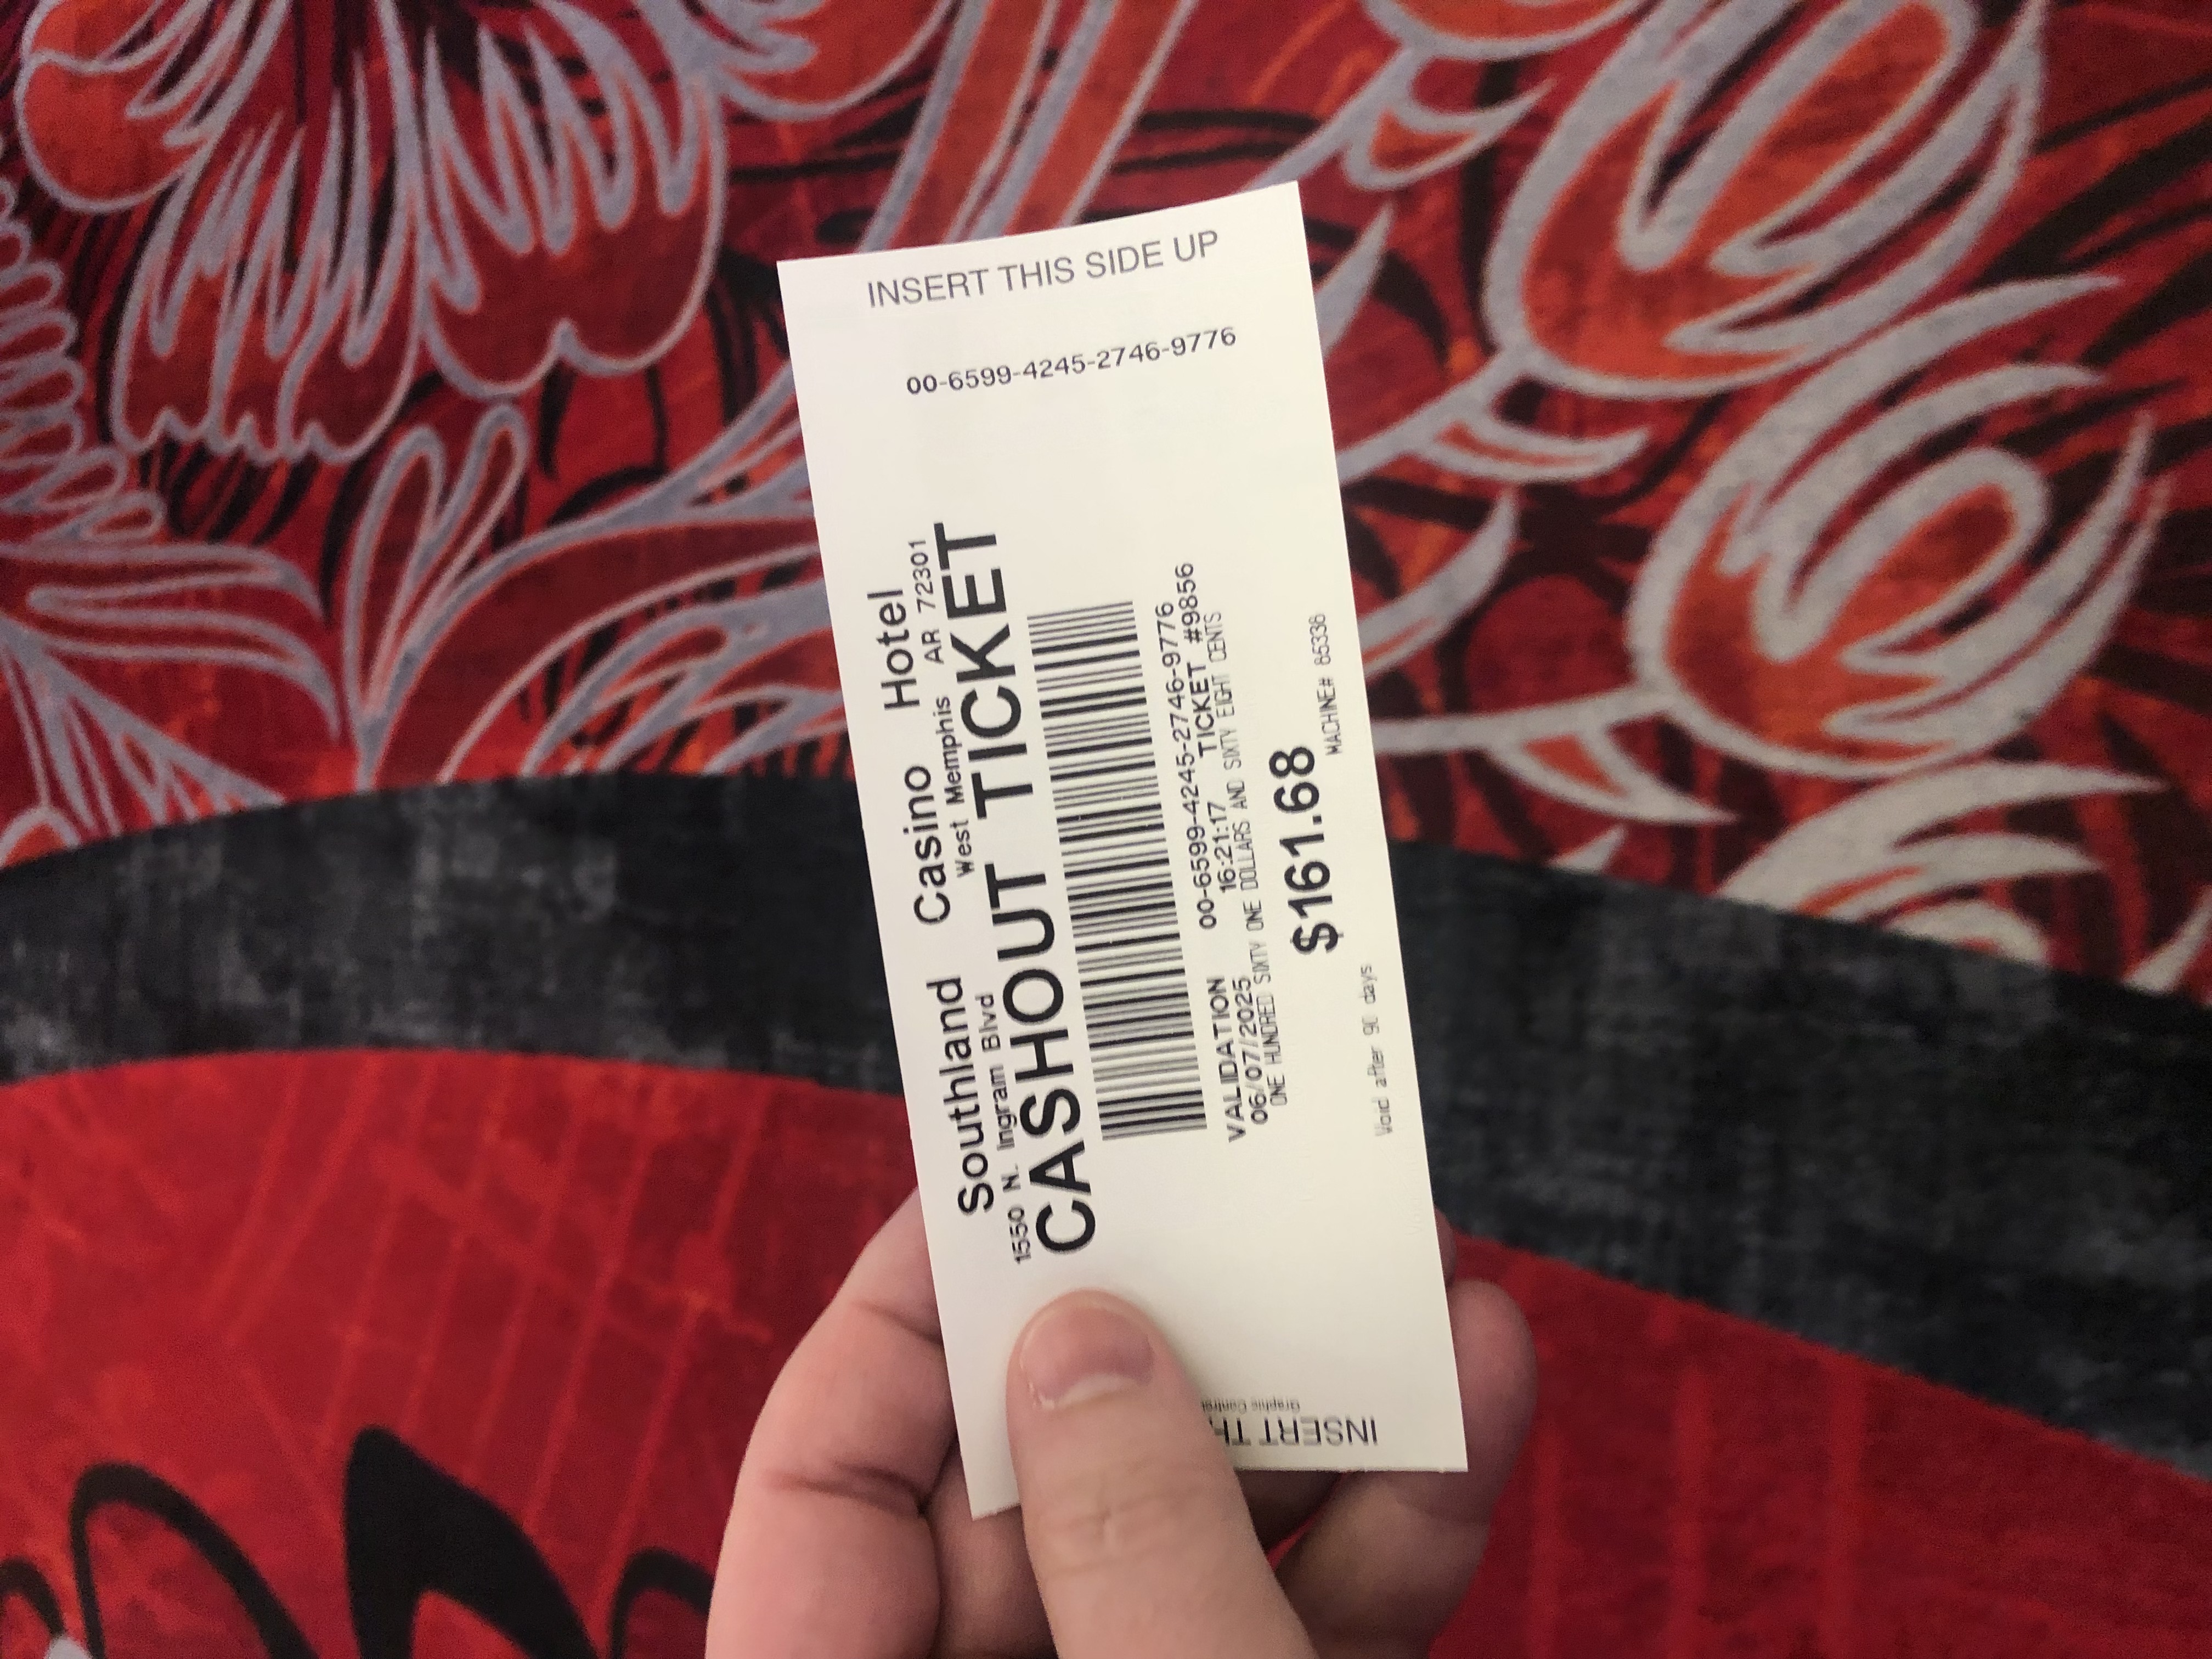 INSERT THIS SIDE UP
00-6599-4245-2746-9776
Southland Casino Hotel
1550 N. Ingram Blvd West Memphis AR 72301
CASHOUT TICKET
VALIDATION 00-6599-4245-2746-9776
06/07/2025 16:21:17 TICKET #9856
ONE HUNDRED SIXTY ONE DOLLARS AND SIXTY EIGHT CENTS
$161.68
Void after 90 days MACHINE# 85336
INSERT
Graphic